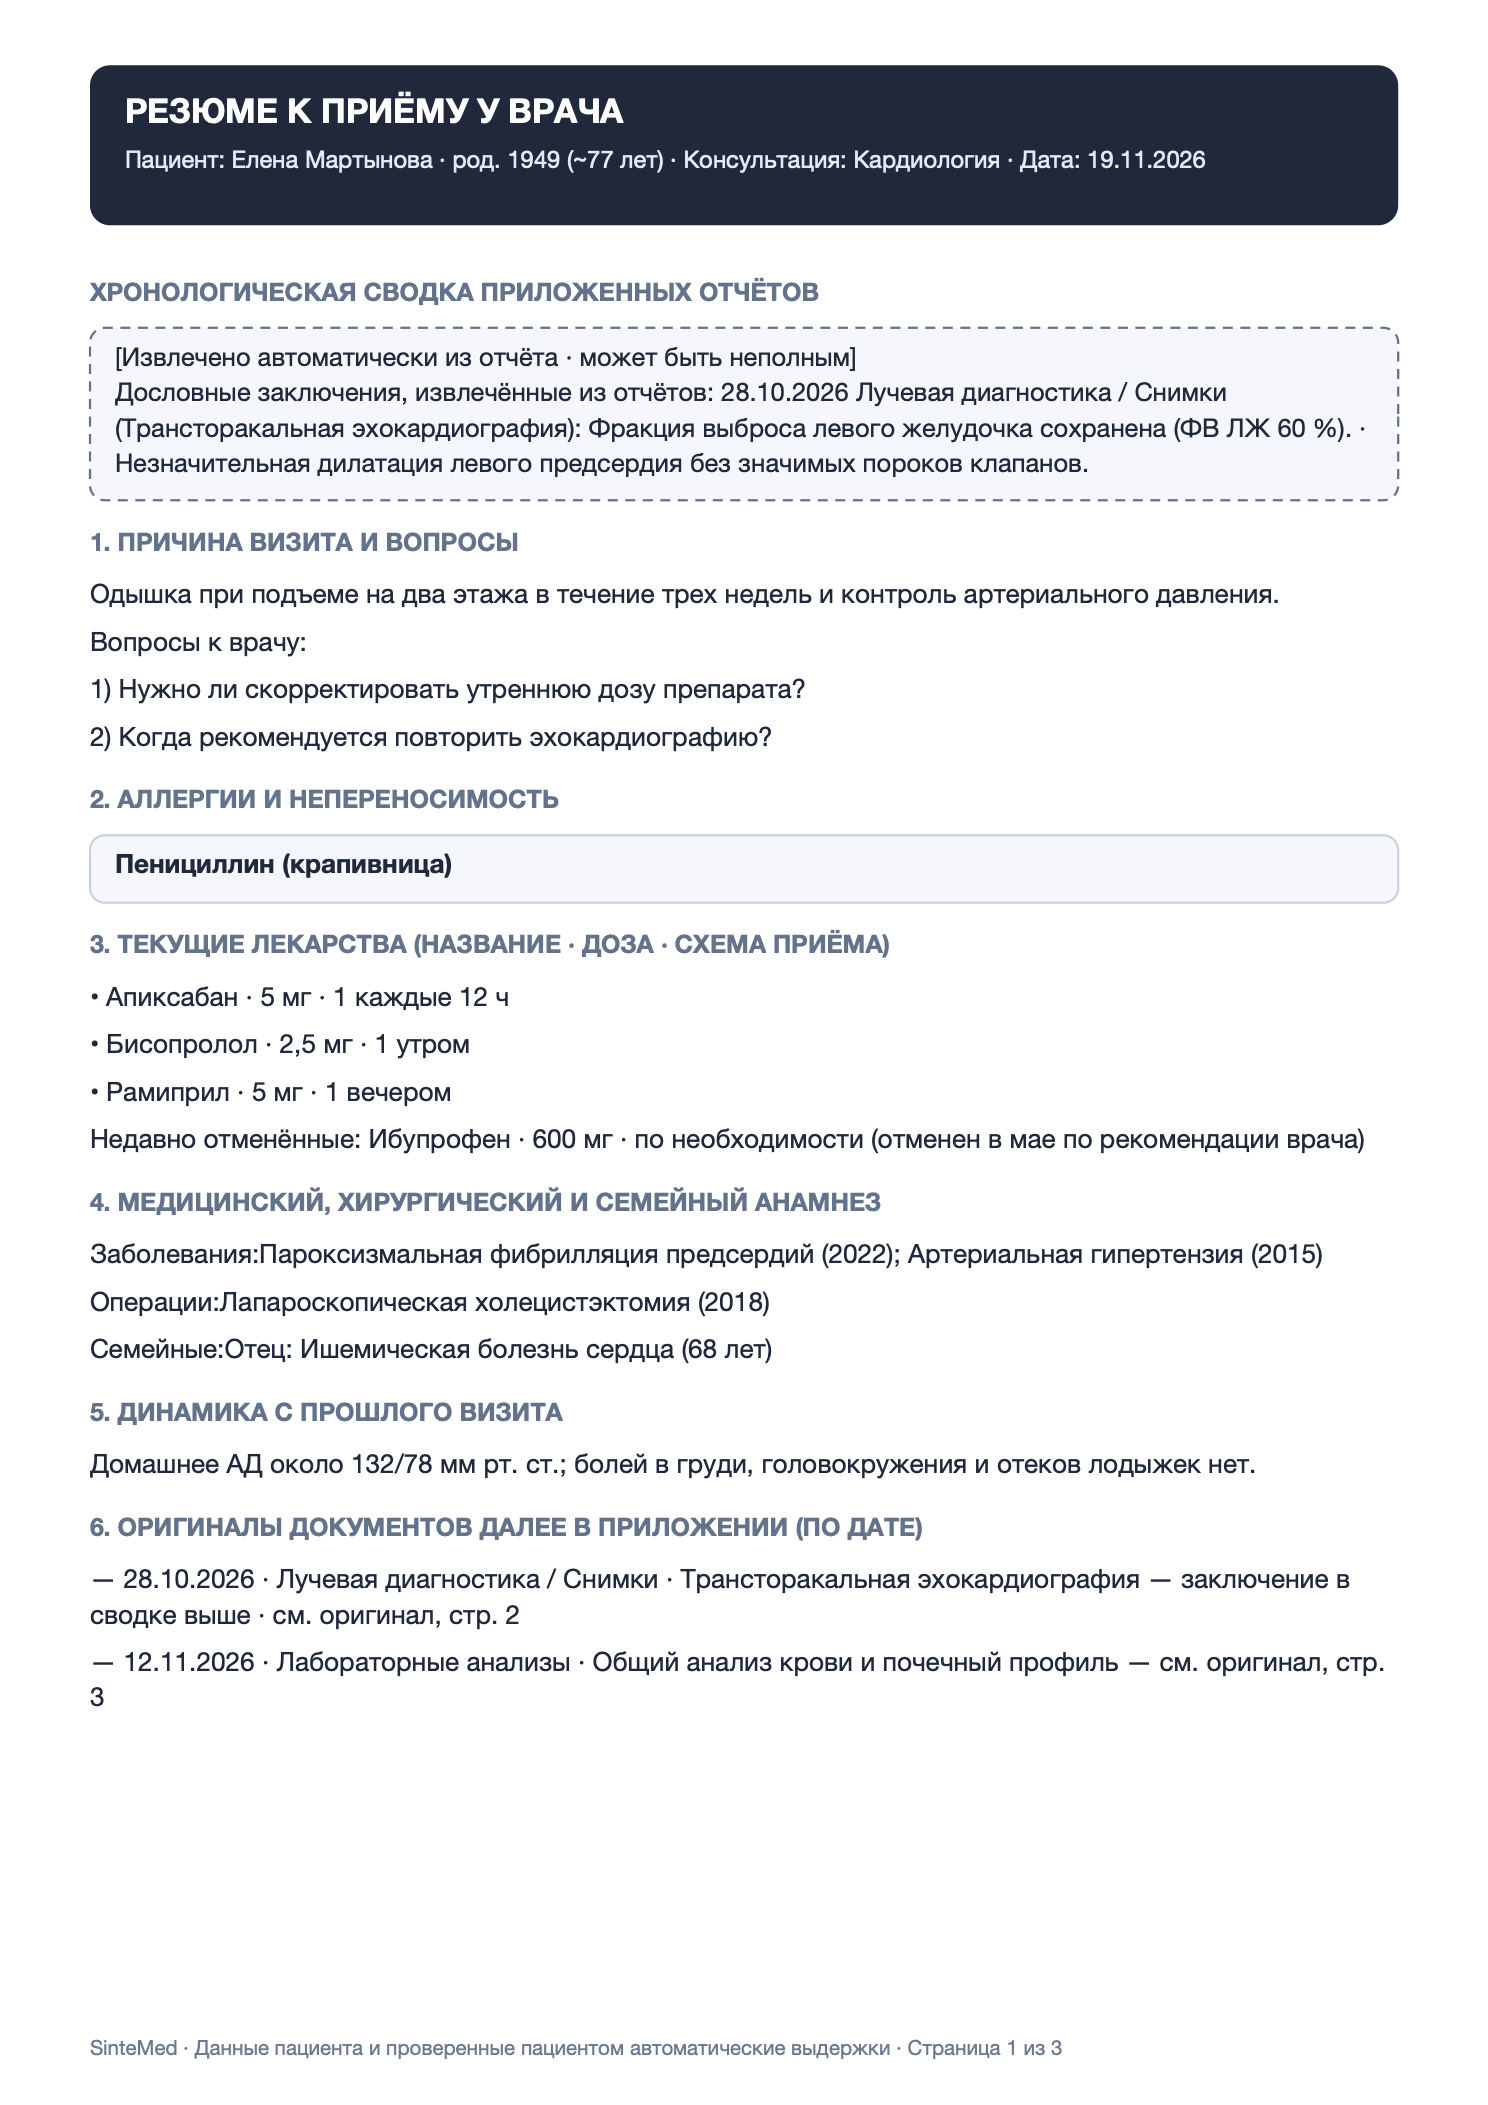 РЕЗЮМЕ К ПРИЁМУ У ВРАЧА
Пациент: Елена Мартынова · род. 1949 (~77 лет) · Консультация: Кардиология · Дата: 19.11.2026
ХРОНОЛОГИЧЕСКАЯ СВОДКА ПРИЛОЖЕННЫХ ОТЧЁТОВ
[Извлечено автоматически из отчёта · может быть неполным]
Дословные заключения, извлечённые из отчётов: 28.10.2026 Лучевая диагностика / Снимки
(Трансторакальная эхокардиография): Фракция выброса левого желудочка сохранена (ФВ ЛЖ 60 %). ·
Незначительная дилатация левого предсердия без значимых пороков клапанов.
1. ПРИЧИНА ВИЗИТА И ВОПРОСЫ
Одышка при подъеме на два этажа в течение трех недель и контроль артериального давления.
Вопросы к врачу:
1) Нужно ли скорректировать утреннюю дозу препарата?
2) Когда рекомендуется повторить эхокардиографию?
2. АЛЛЕРГИИ И НЕПЕРЕНОСИМОСТЬ
Пенициллин (крапивница)
3. ТЕКУЩИЕ ЛЕКАРСТВА (НАЗВАНИЕ · ДОЗА · СХЕМА ПРИЁМА)
• Апиксабан · 5 мг · 1 каждые 12 ч
• Бисопролол · 2,5 мг · 1 утром
• Рамиприл · 5 мг · 1 вечером
Недавно отменённые: Ибупрофен · 600 мг · по необходимости (отменен в мае по рекомендации врача)
4. МЕДИЦИНСКИЙ, ХИРУРГИЧЕСКИЙ И СЕМЕЙНЫЙ АНАМНЕЗ
Заболевания:Пароксизмальная фибрилляция предсердий (2022); Артериальная гипертензия (2015)
Операции:Лапароскопическая холецистэктомия (2018)
Семейные:Отец: Ишемическая болезнь сердца (68 лет)
5. ДИНАМИКА С ПРОШЛОГО ВИЗИТА
Домашнее АД около 132/78 мм рт. ст.; болей в груди, головокружения и отеков лодыжек нет.
6. ОРИГИНАЛЫ ДОКУМЕНТОВ ДАЛЕЕ В ПРИЛОЖЕНИИ (ПО ДАТЕ)
— 28.10.2026 · Лучевая диагностика / Снимки · Трансторакальная эхокардиография — заключение в
сводке выше · см. оригинал, стр. 2
— 12.11.2026 · Лабораторные анализы · Общий анализ крови и почечный профиль — см. оригинал, стр.
3
SinteMed · Данные пациента и проверенные пациентом автоматические выдержки · Страница 1 из 3